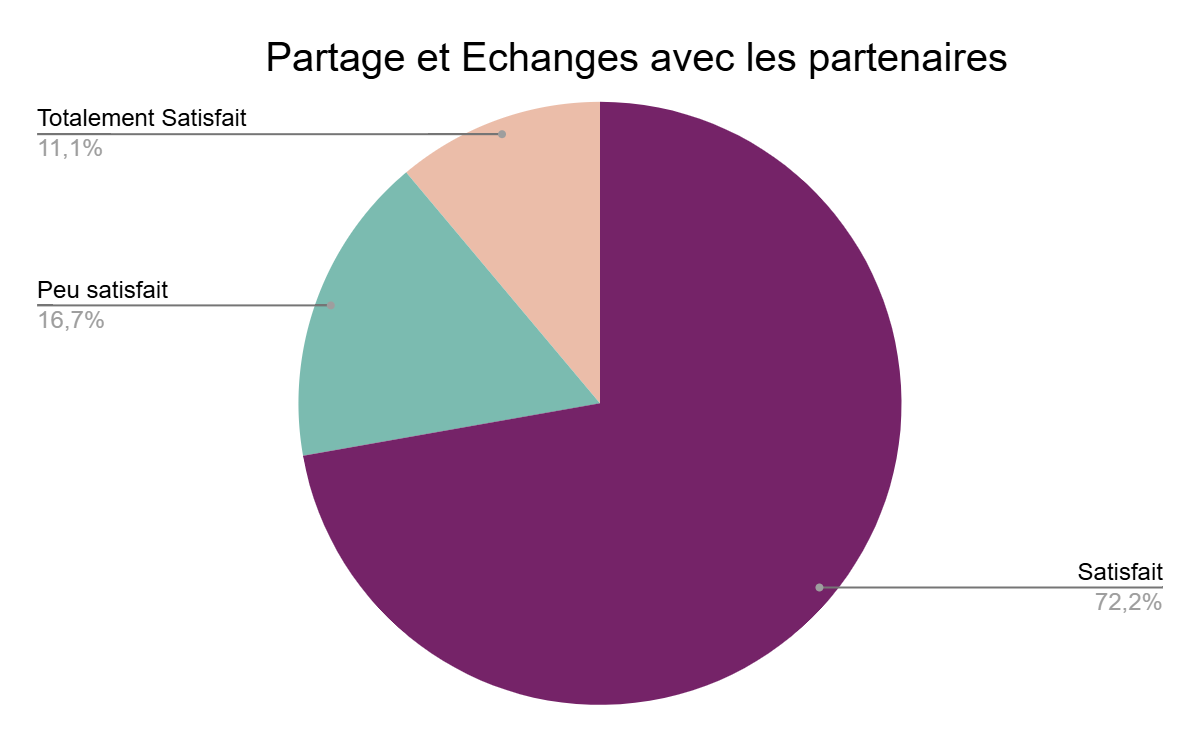 Partage et Echanges avec les partenaires
Totalement Satisfait
11,1%
Peu satisfait
16,7%
Satisfait
72,2%